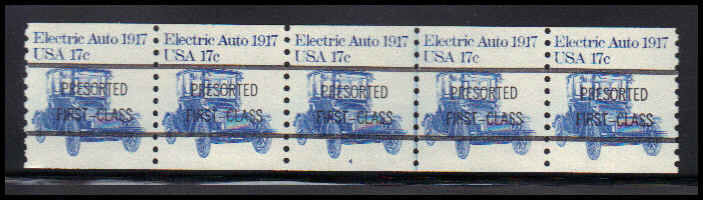 Electric Auto 1917
USA 17c
PRESORTED
FIRST-CLASS
Electric Auto 1917
USA 17c
PRESORTED
FIRST-CLASS
Electric Auto 1917
USA 17c
PRESORTED
FIRST-CLASS
4
Electric Auto 1917
USA 17c
PRESORTED
FIRST-CLASS
Electric Auto 1917
USA 17c
PRESORTED
FIRST-CLASS